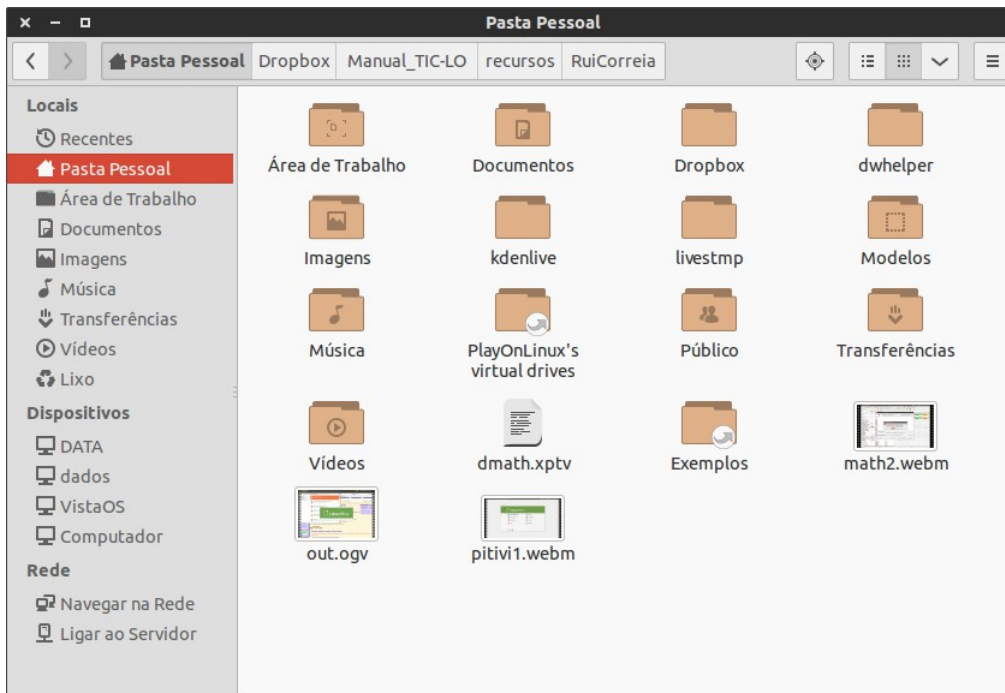 Pasta Pessoal
Pasta Pessoal Dropbox Manual_TIC-LO recursos RuiCorreia
Locais
Recentes
Pasta Pessoal
Área de Trabalho
Documentos
Imagens
Música
Transferências
Vídeos
Lixo
Dispositivos
DATA
dados
VistaOS
Computador
Rede
Navegar na Rede
Ligar ao Servidor
Área de Trabalho Documentos Dropbox dwhelper
Imagens kdenlive livestmp Modelos
Música PlayOnLinux's Público Transferências
virtual drives
Vídeos dmath.xptv Exemplos math2.webm
out.ogv pitivi1.webm